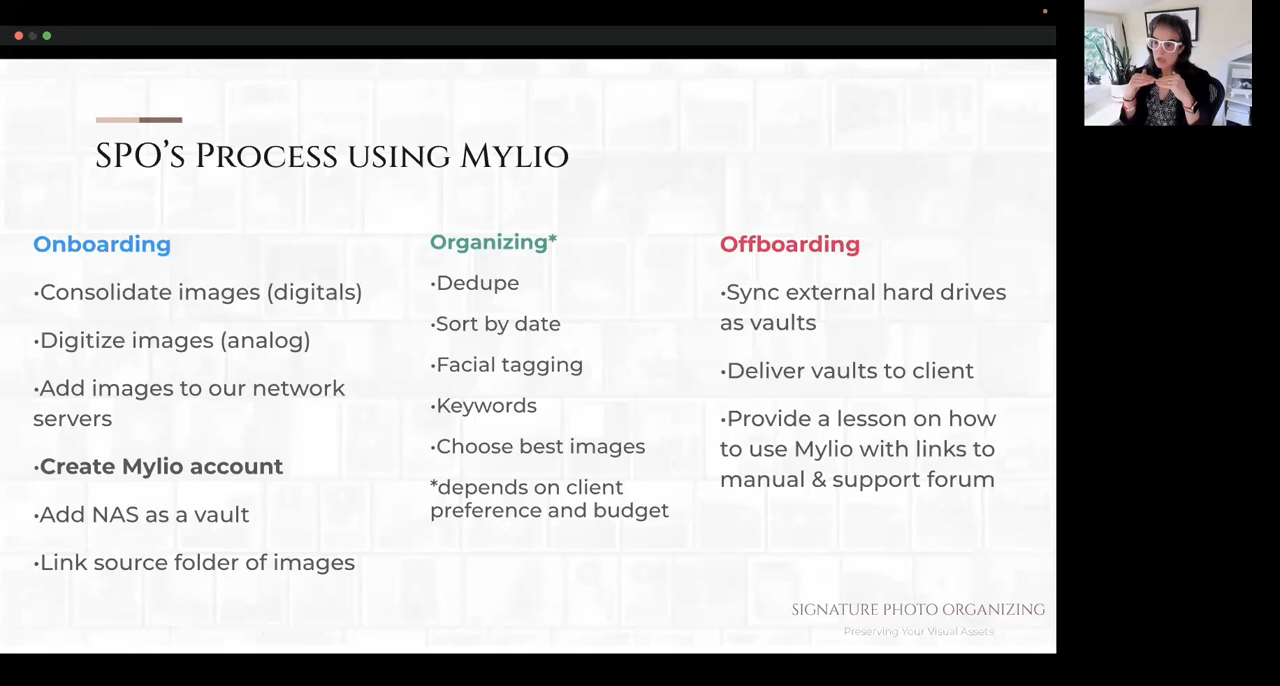 SPO's Process using Mylio
Onboarding
•Consolidate images (digitals)
•Digitize images (analog)
•Add images to our network
servers
•Create Mylio account
•Add NAS as a vault
•Link source folder of images
Organizing*
•Dedupe
•Sort by date
•Facial tagging
•Keywords
•Choose best images
*depends on client
preference and budget
Offboarding
•Sync external hard drives
as vaults
•Deliver vaults to client
•Provide a lesson on how
to use Mylio with links to
manual & support forum
SIGNATURE PHOTO ORGANIZING
Preserving Your Visual Assets